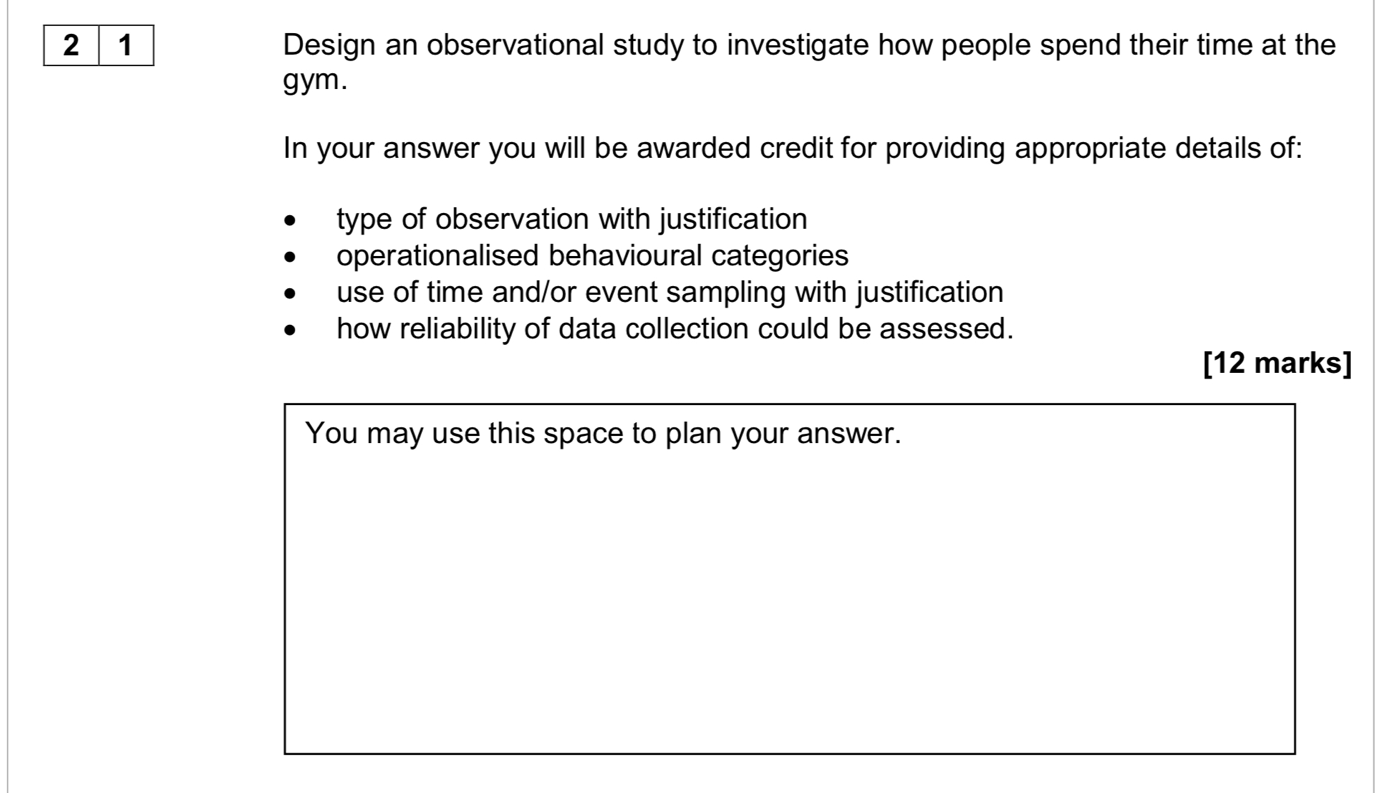 2 1
Design an observational study to investigate how people spend their time at the
gym.
In your answer you will be awarded credit for providing appropriate details of:
• type of observation with justification
• operationalised behavioural categories
• use of time and/or event sampling with justification
• how reliability of data collection could be assessed.
[12 marks]
You may use this space to plan your answer.